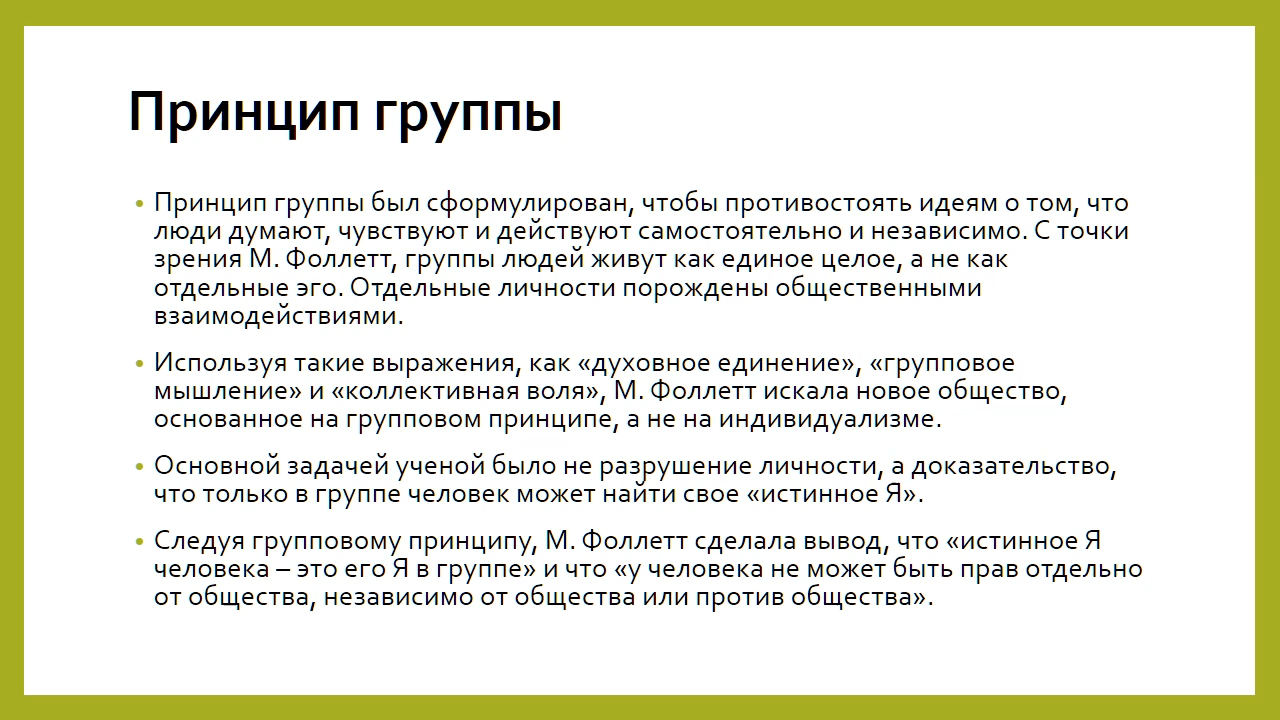 Принцип группы
• Принцип группы был сформулирован, чтобы противостоять идеям о том, что
люди думают, чувствуют и действуют самостоятельно и независимо. С точки
зрения М. Фоллетт, группы людей живут как единое целое, а не как
отдельные эго. Отдельные личности порождены общественными
взаимодействиями.
• Используя такие выражения, как «духовное единение», «групповое
мышление» и «коллективная воля», М. Фоллетт искала новое общество,
основанное на групповом принципе, а не на индивидуализме.
• Основной задачей ученой было не разрушение личности, а доказательство,
что только в группе человек может найти свое «истинное Я».
• Следуя групповому принципу, М. Фоллетт сделала вывод, что «истинное Я
человека – это его Я в группе» и что «у человека не может быть прав отдельно
от общества, независимо от общества или против общества».